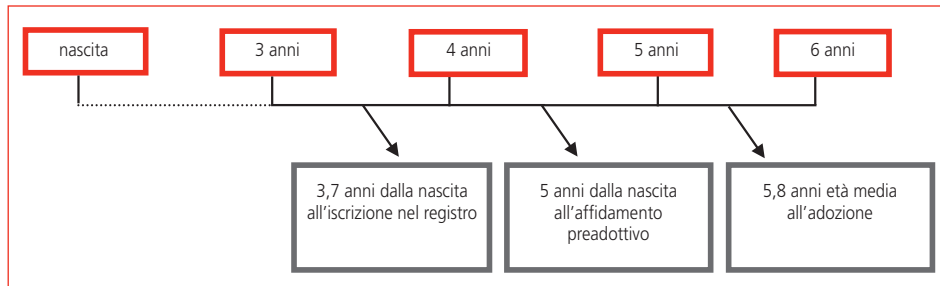 nascita
3 anni
4 anni
5 anni
6 anni
3,7 anni dalla nascita
all’iscrizione nel registro
5 anni dalla nascita
all’affidamento
preadottivo
5,8 anni età media
all’adozione